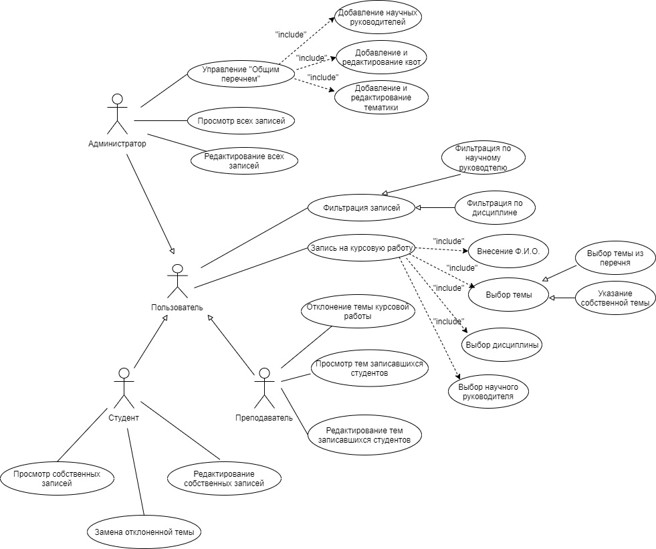 Добавление научных
руководителей
"include"
Управление "Общим
перечнем"
"include"
Добавление и
редактирование квот
"include"
Добавление и
редактирование
тематики
Просмотр всех записей
Администратор
Редактирование всех
записей
Фильтрация по
научному
руководтелю
Фильтрация записей
Фильтрация по
дисциплине
Запись на курсовую работу
"include"
Внесение Ф.И.О.
Выбор темы из
перечня
"include"
Выбор темы
Указание
собственной темы
Пользователь
Отклонение темы курсовой
работы
"include"
"include"
Выбор дисциплины
Просмотр тем записавшихся
студентов
Выбор научного
руководителя
Студент
Преподаватель
Редактирование тем
записавшихся студентов
Просмотр собственных
записей
Редактирование
собственных записей
Замена отклоненной темы